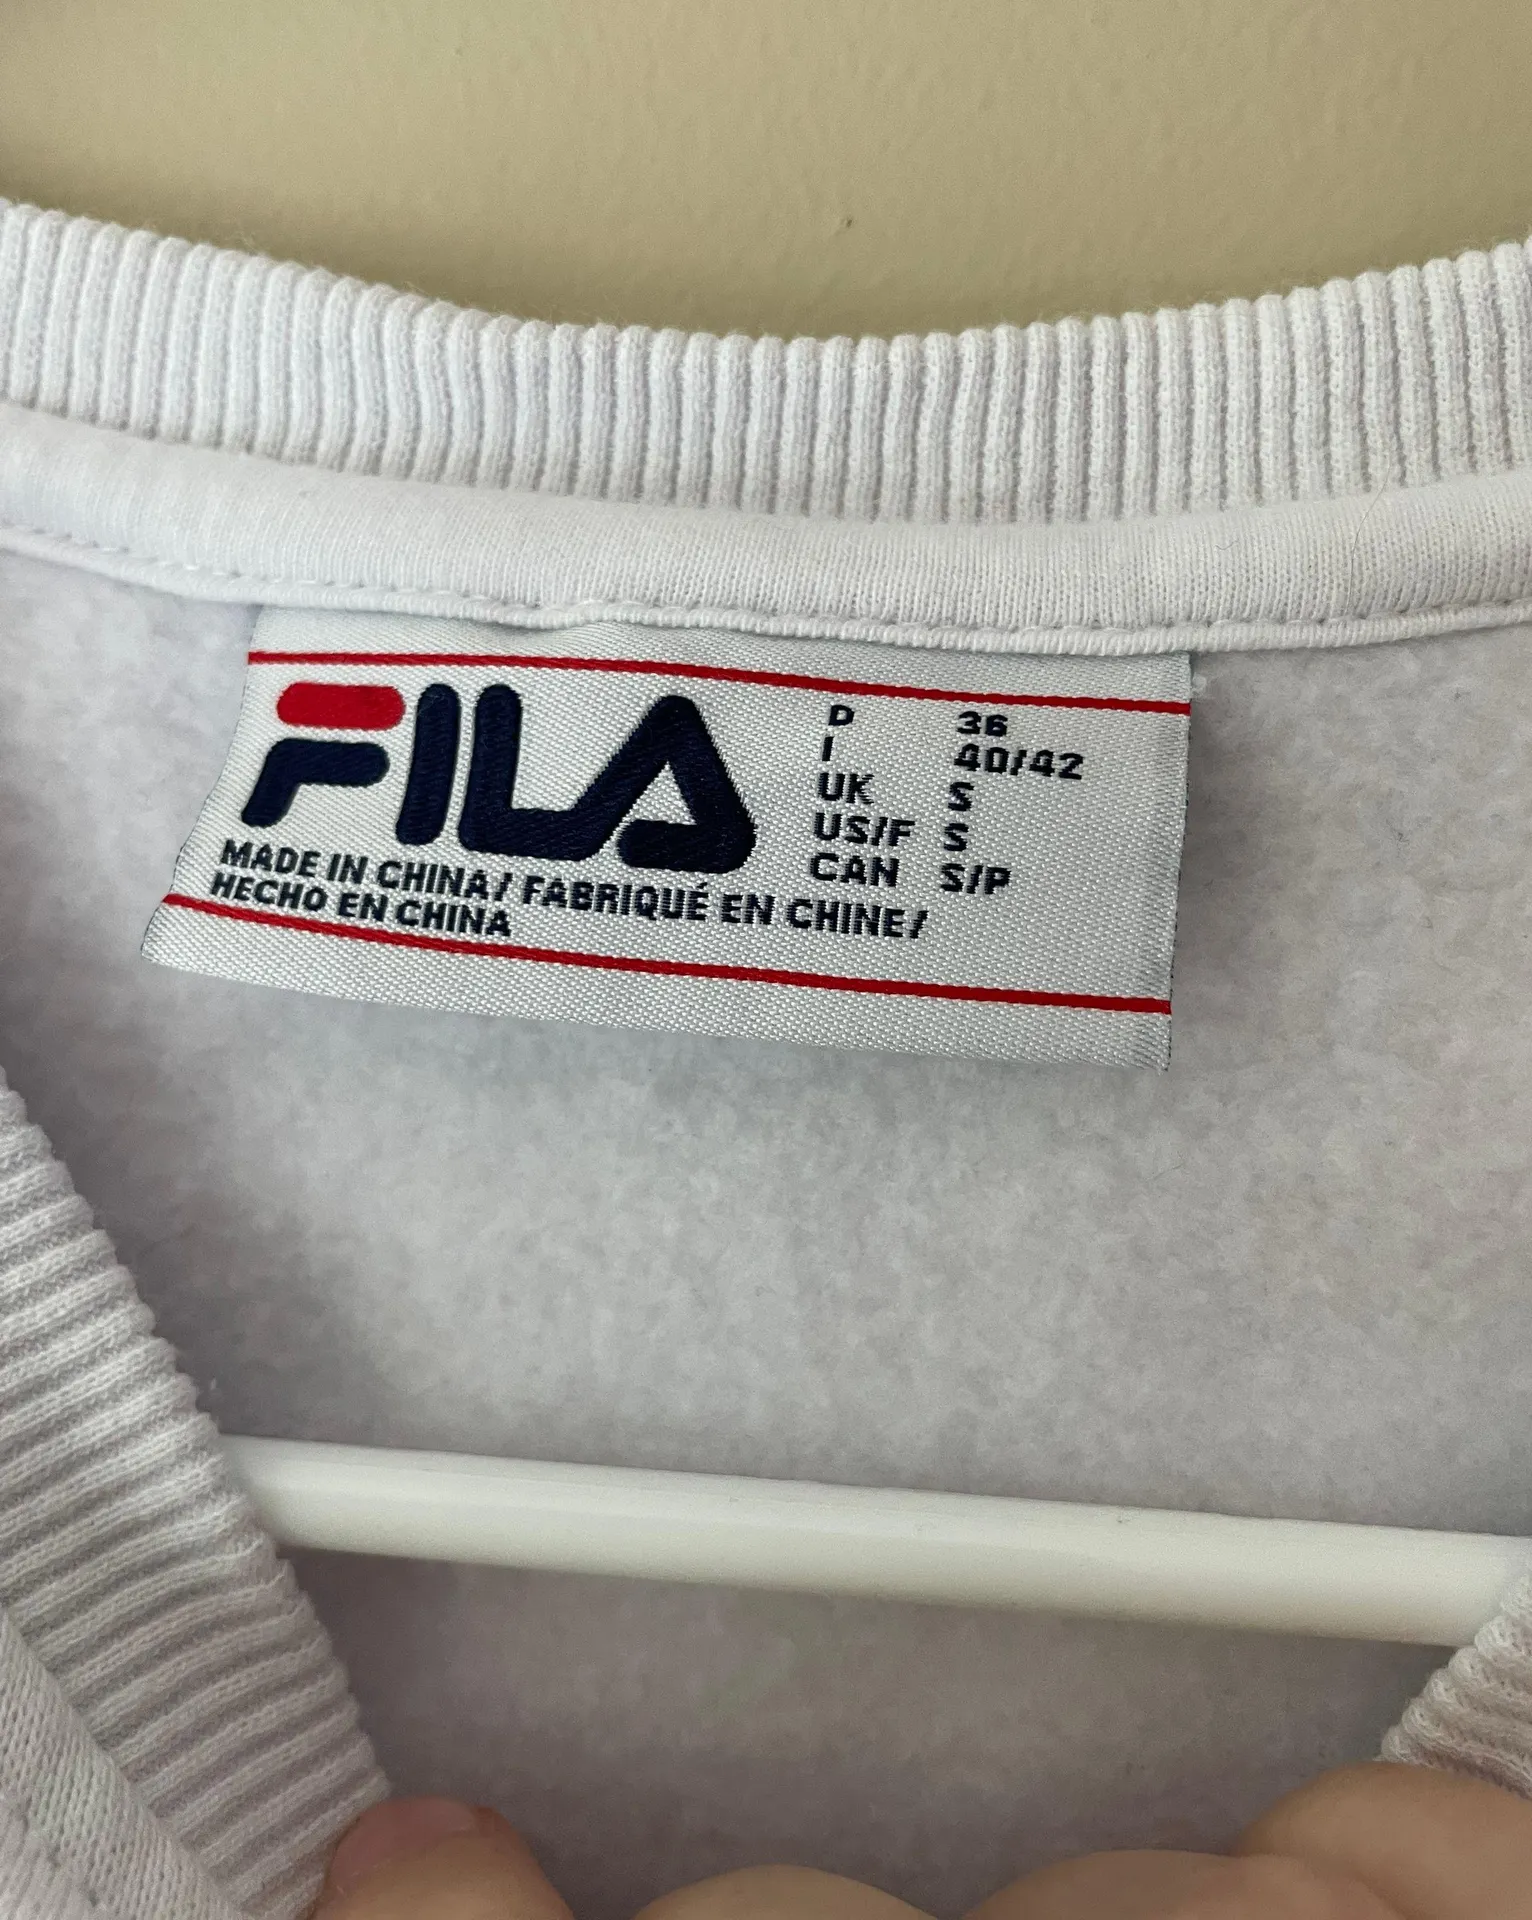 FILA
D 36
I 40/42
UK S
US/F S
CAN S/P
MADE IN CHINA/ FABRIQUÉ EN CHINE/
HECHO EN CHINA